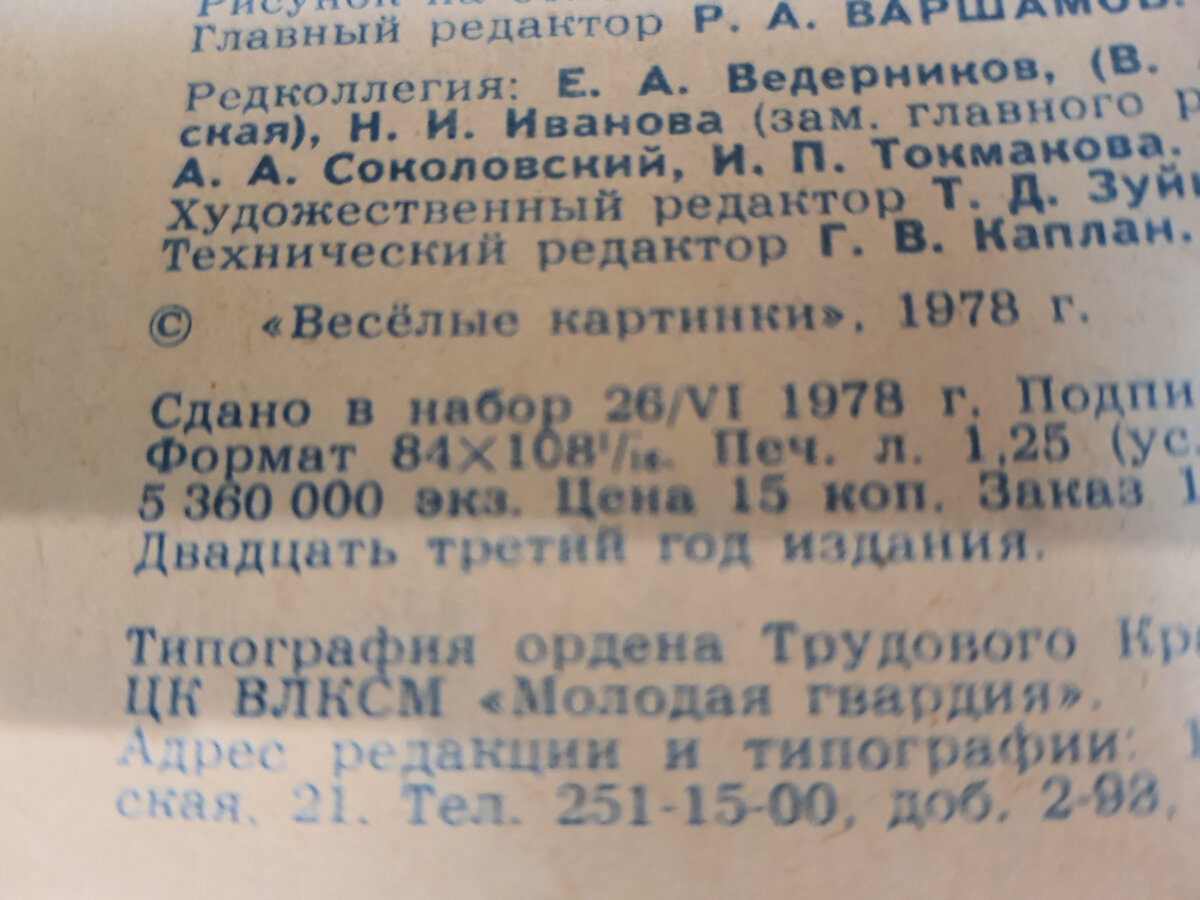 Рисунок на
Главный редактор Р. А. ВАРШАМОВ.
Редколлегия: Е. А. Ведерников, (В.
ская), Н. И. Иванова (зам. главного
А. А. Соколовский, И. П. Токмакова.
Художественный редактор Т. Д.
Технический редактор Г. В. Каплан.
© «Весёлые картинки», 1978 г.
Сдано в набор 26/VI 1978 г.
Формат 84×108¹/₁₆. Печ. л. 1,25 (ус.
5 360 000 экз. Цена 15 коп. Заказ
Двадцать третий год издания.
Типография ордена Трудового
ЦК ВЛКСМ «Молодая гвардия».
Адрес редакции и типографии:
ская, 21. Тел. 251-15-00, доб. 2-98,